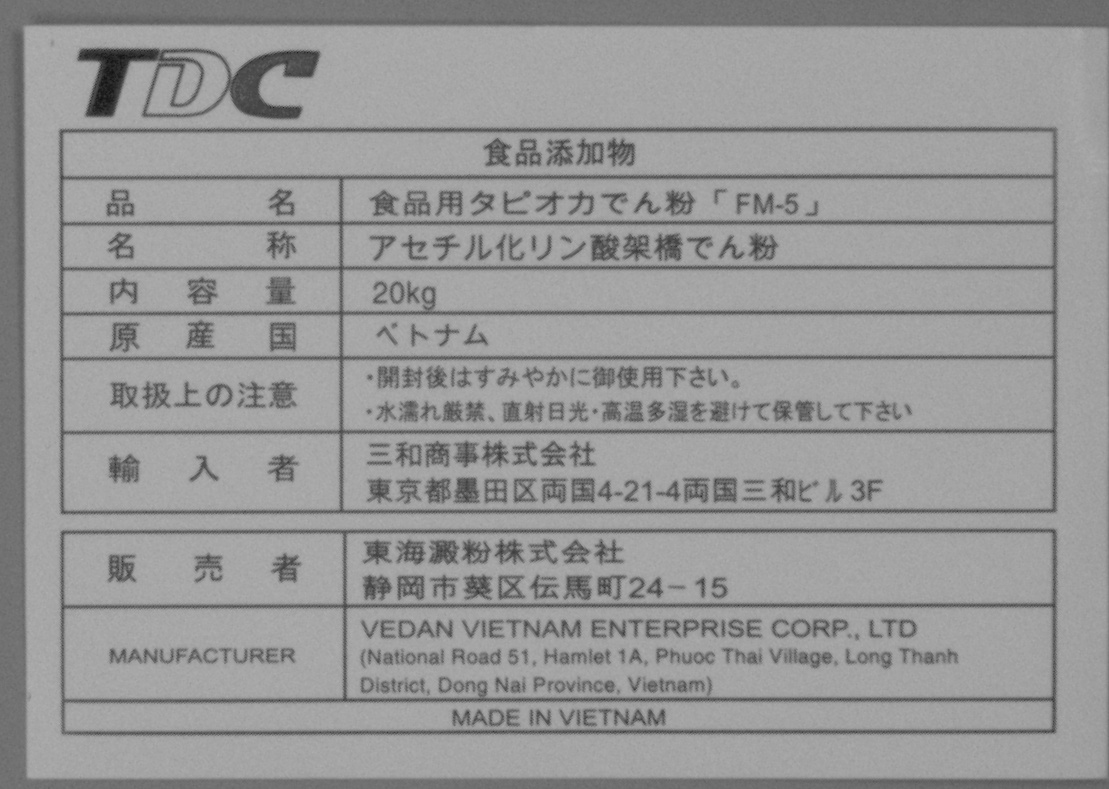 TDC
食品添加物
品名 食品用タピオカでん粉「FM-5」
名称 アセチル化リン酸架橋でん粉
内容量 20kg
原産国 ベトナム
取扱上の注意 ・開封後はすみやかに御使用下さい。
・水濡れ厳禁、直射日光・高温多湿を避けて保管して下さい
輸入者 三和商事株式会社
東京都墨田区両国4-21-4両国三和ビル3F
販売者 東海澱粉株式会社
静岡市葵区伝馬町24-15
MANUFACTURER VEDAN VIETNAM ENTERPRISE CORP., LTD
(National Road 51, Hamlet 1A, Phuoc Thai Village, Long Thanh
District, Dong Nai Province, Vietnam)
MADE IN VIETNAM